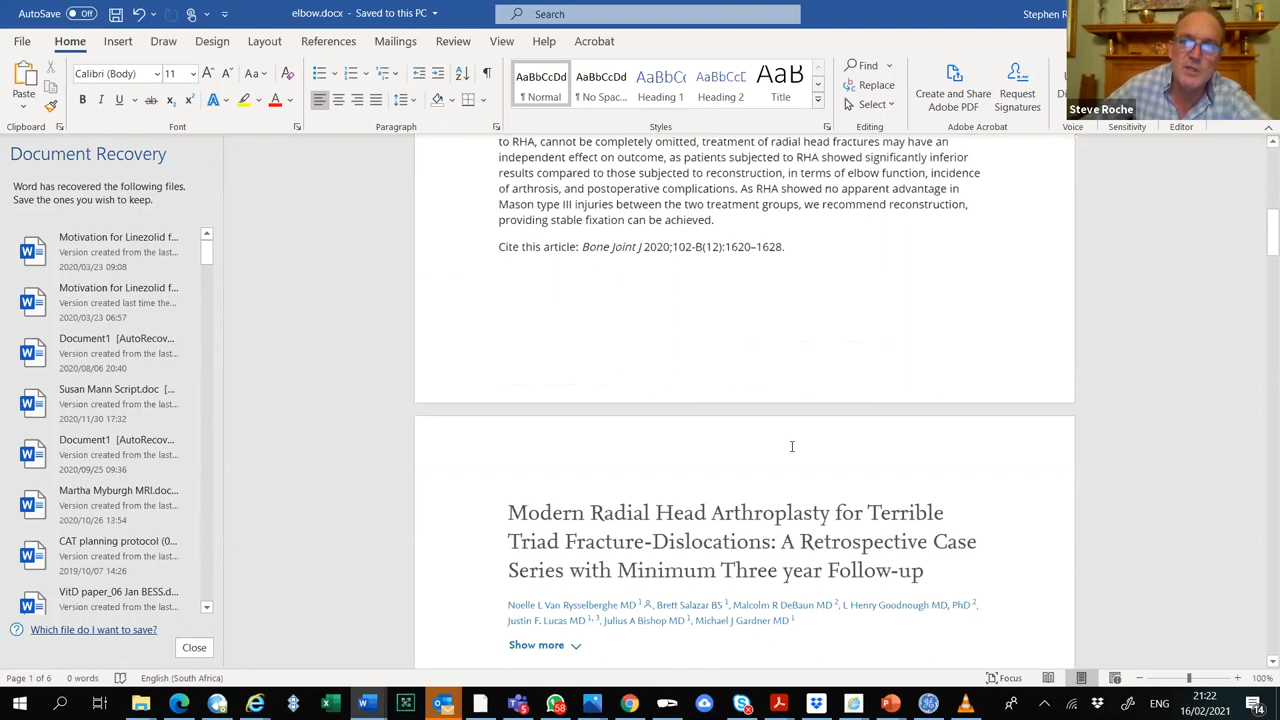 elbow.docx - Saved to this PC
Search
Stephen R
File Home Insert Draw Design Layout References Mailings Review View Help Acrobat
Paste
Calibri (Body) 11
AaBbCcDd AaBbCcDd AaBbCc AaBbCcD AaB
¶ Normal ¶ No Spac... Heading 1 Heading 2 Title
Find
Replace
Select
Create and Share Adobe PDF
Request Signatures
Clipboard Font Paragraph Styles Editing Adobe Acrobat Voice Sensitivity Editor
Steve Roche
Document Recovery
Word has recovered the following files.
Save the ones you wish to keep.
Motivation for Linezolid f...
Version created from the last...
2020/03/23 09:08
Motivation for Linezolid f...
Version created last time the...
2020/03/23 06:57
Document1 [AutoRecov...
Version created from the last...
2020/08/06 20:40
Susan Mann Script.doc [...
Version created from the last...
2020/11/30 17:32
Document1 [AutoRecov...
Version created from the last...
2020/09/25 09:36
Martha Myburgh MRI.doc...
Version created from the last...
2020/10/26 13:54
CAT planning protocol (0...
Version created from the last...
2019/10/07 14:26
VitD paper_06 Jan BESS.d...
Version created from the last...
Which file do I want to save?
Close
to RHA, cannot be completely omitted, treatment of radial head fractures may have an
independent effect on outcome, as patients subjected to RHA showed significantly inferior
results compared to those subjected to reconstruction, in terms of elbow function, incidence
of arthrosis, and postoperative complications. As RHA showed no apparent advantage in
Mason type III injuries between the two treatment groups, we recommend reconstruction,
providing stable fixation can be achieved.
Cite this article: Bone Joint J 2020;102-B(12):1620–1628.
Modern Radial Head Arthroplasty for Terrible
Triad Fracture-Dislocations: A Retrospective Case
Series with Minimum Three year Follow-up
Noelle L Van Rysselberghe MD 1, Brett Salazar BS 1, Malcolm R DeBaun MD 2, L Henry Goodnough MD, PhD 2,
Justin F. Lucas MD 1, 3, Julius A Bishop MD 1, Michael J Gardner MD 1
Show more
Page 1 of 6 0 words English (South Africa) Focus 100%
ENG
21:22
16/02/2021